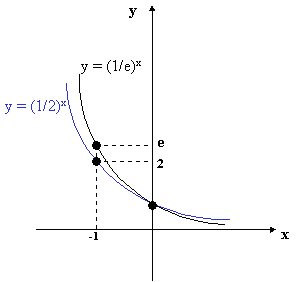 y
y = (1/e)ˣ
y = (1/2)ˣ
e
2
-1
x